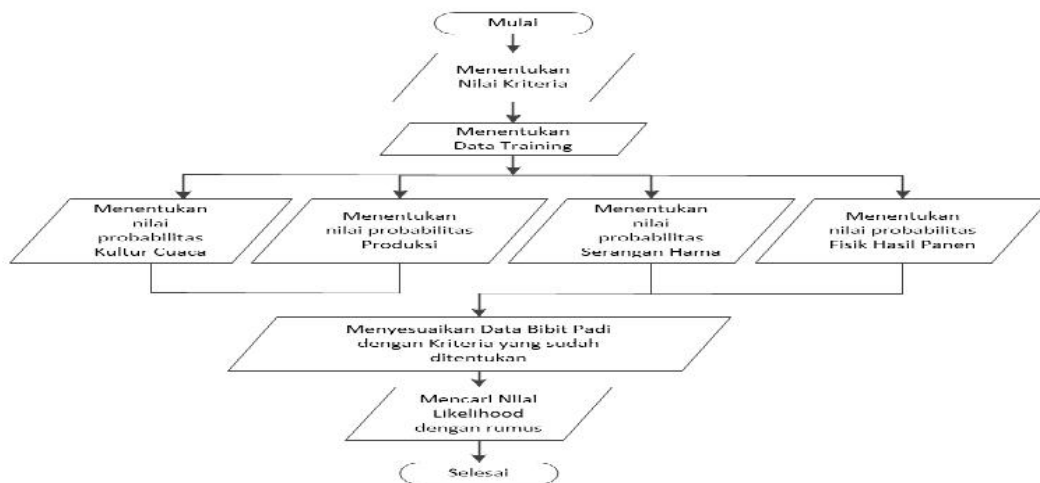 Mulai
Menentukan
Nilai Kriteria
Menentukan
Data Training
Menentukan
nilai
probabilitas
Kultur Cuaca
Menentukan
nilai probabilitas
Produksi
Menentukan
nilai
probabilitas
Serangan Hama
Menentukan
nilai probabilitas
Fisik Hasil Panen
Menyesuaikan Data Bibit Padi
dengan Kriteria yang sudah
ditentukan
Mencari Nilai
Likelihood
dengan rumus
Selesai